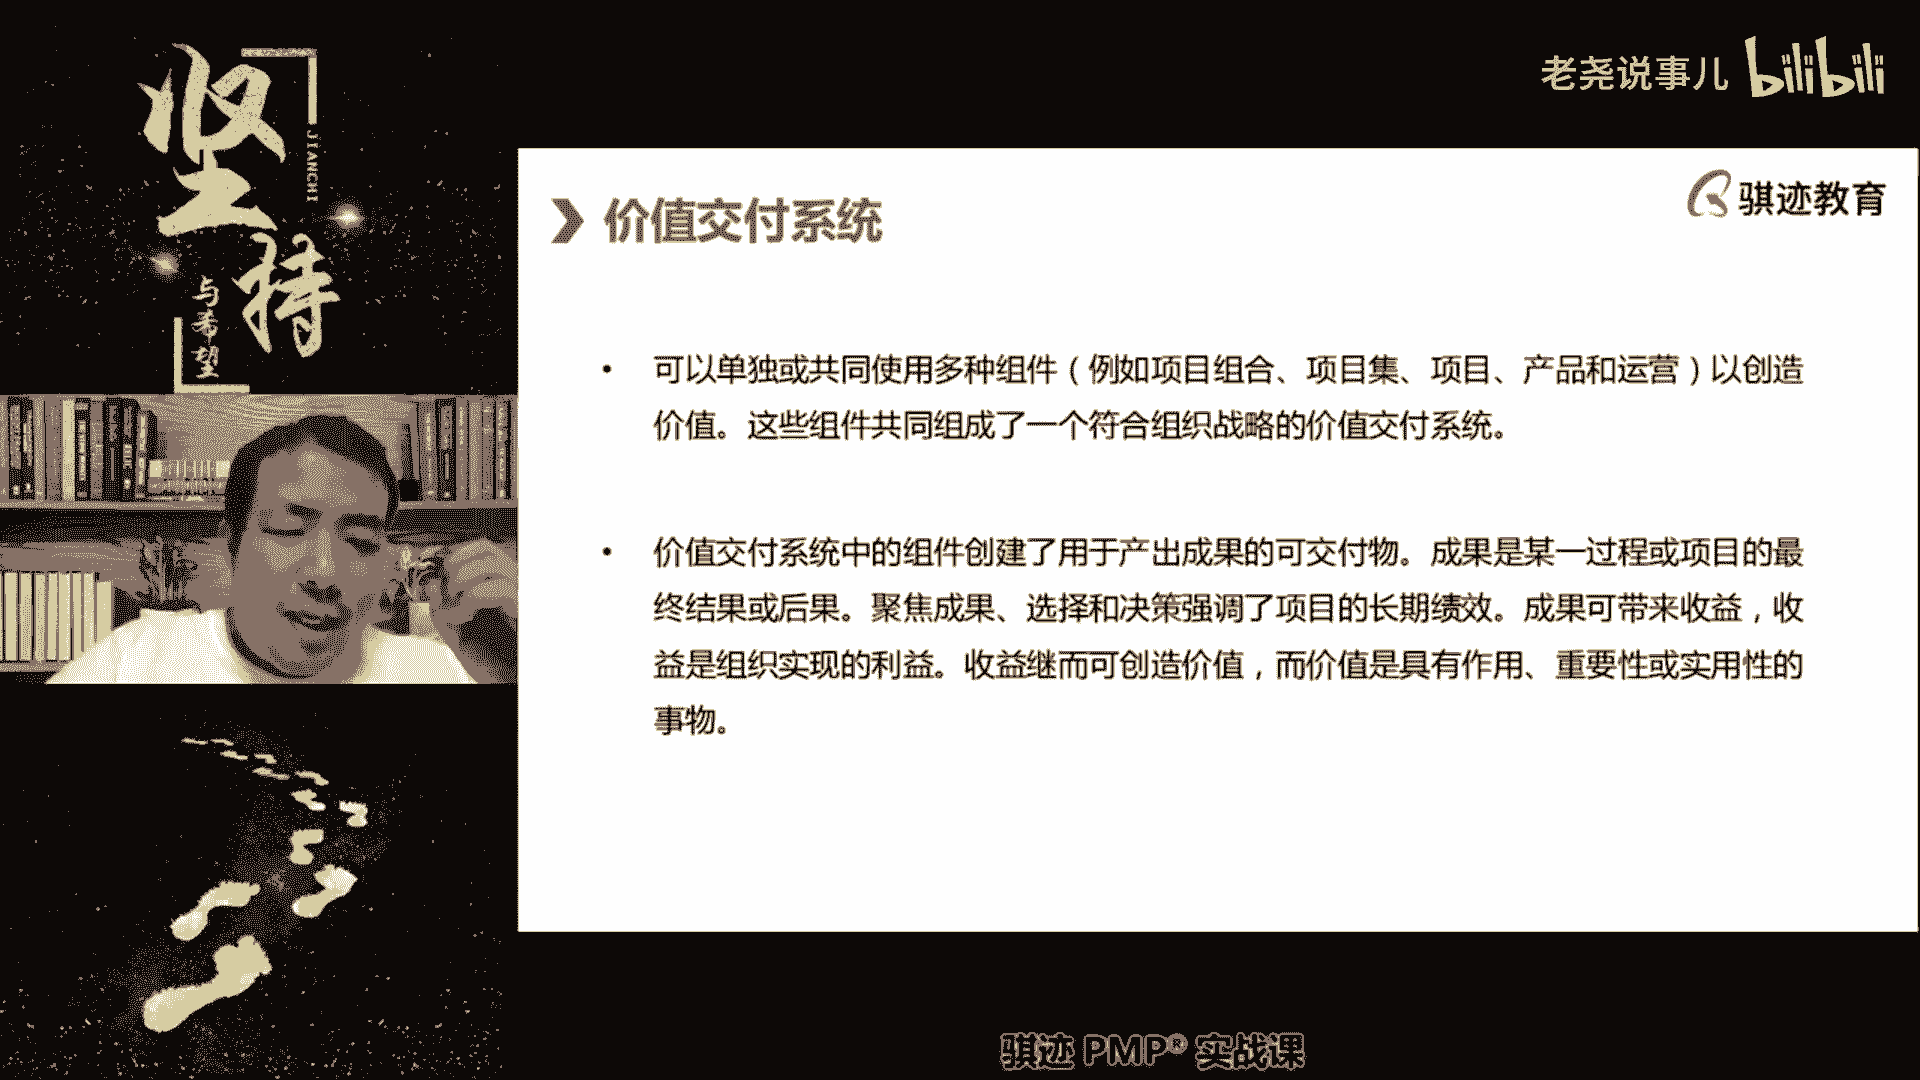 坚持
JIANCHI
与希望
老尧说事儿 bilibili
骐迹教育
价值交付系统
• 可以单独或共同使用多种组件（例如项目组合、项目集、项目、产品和运营）以创造
价值。这些组件共同组成了一个符合组织战略的价值交付系统。
• 价值交付系统中的组件创建了用于产出成果的可交付物。成果是某一过程或项目的最
终结果或后果。聚焦成果、选择和决策强调了项目的长期绩效。成果可带来收益，收
益是组织实现的利益。收益继而可创造价值，而价值是具有作用、重要性或实用性的
事物。
骐迹 PMP® 实战课